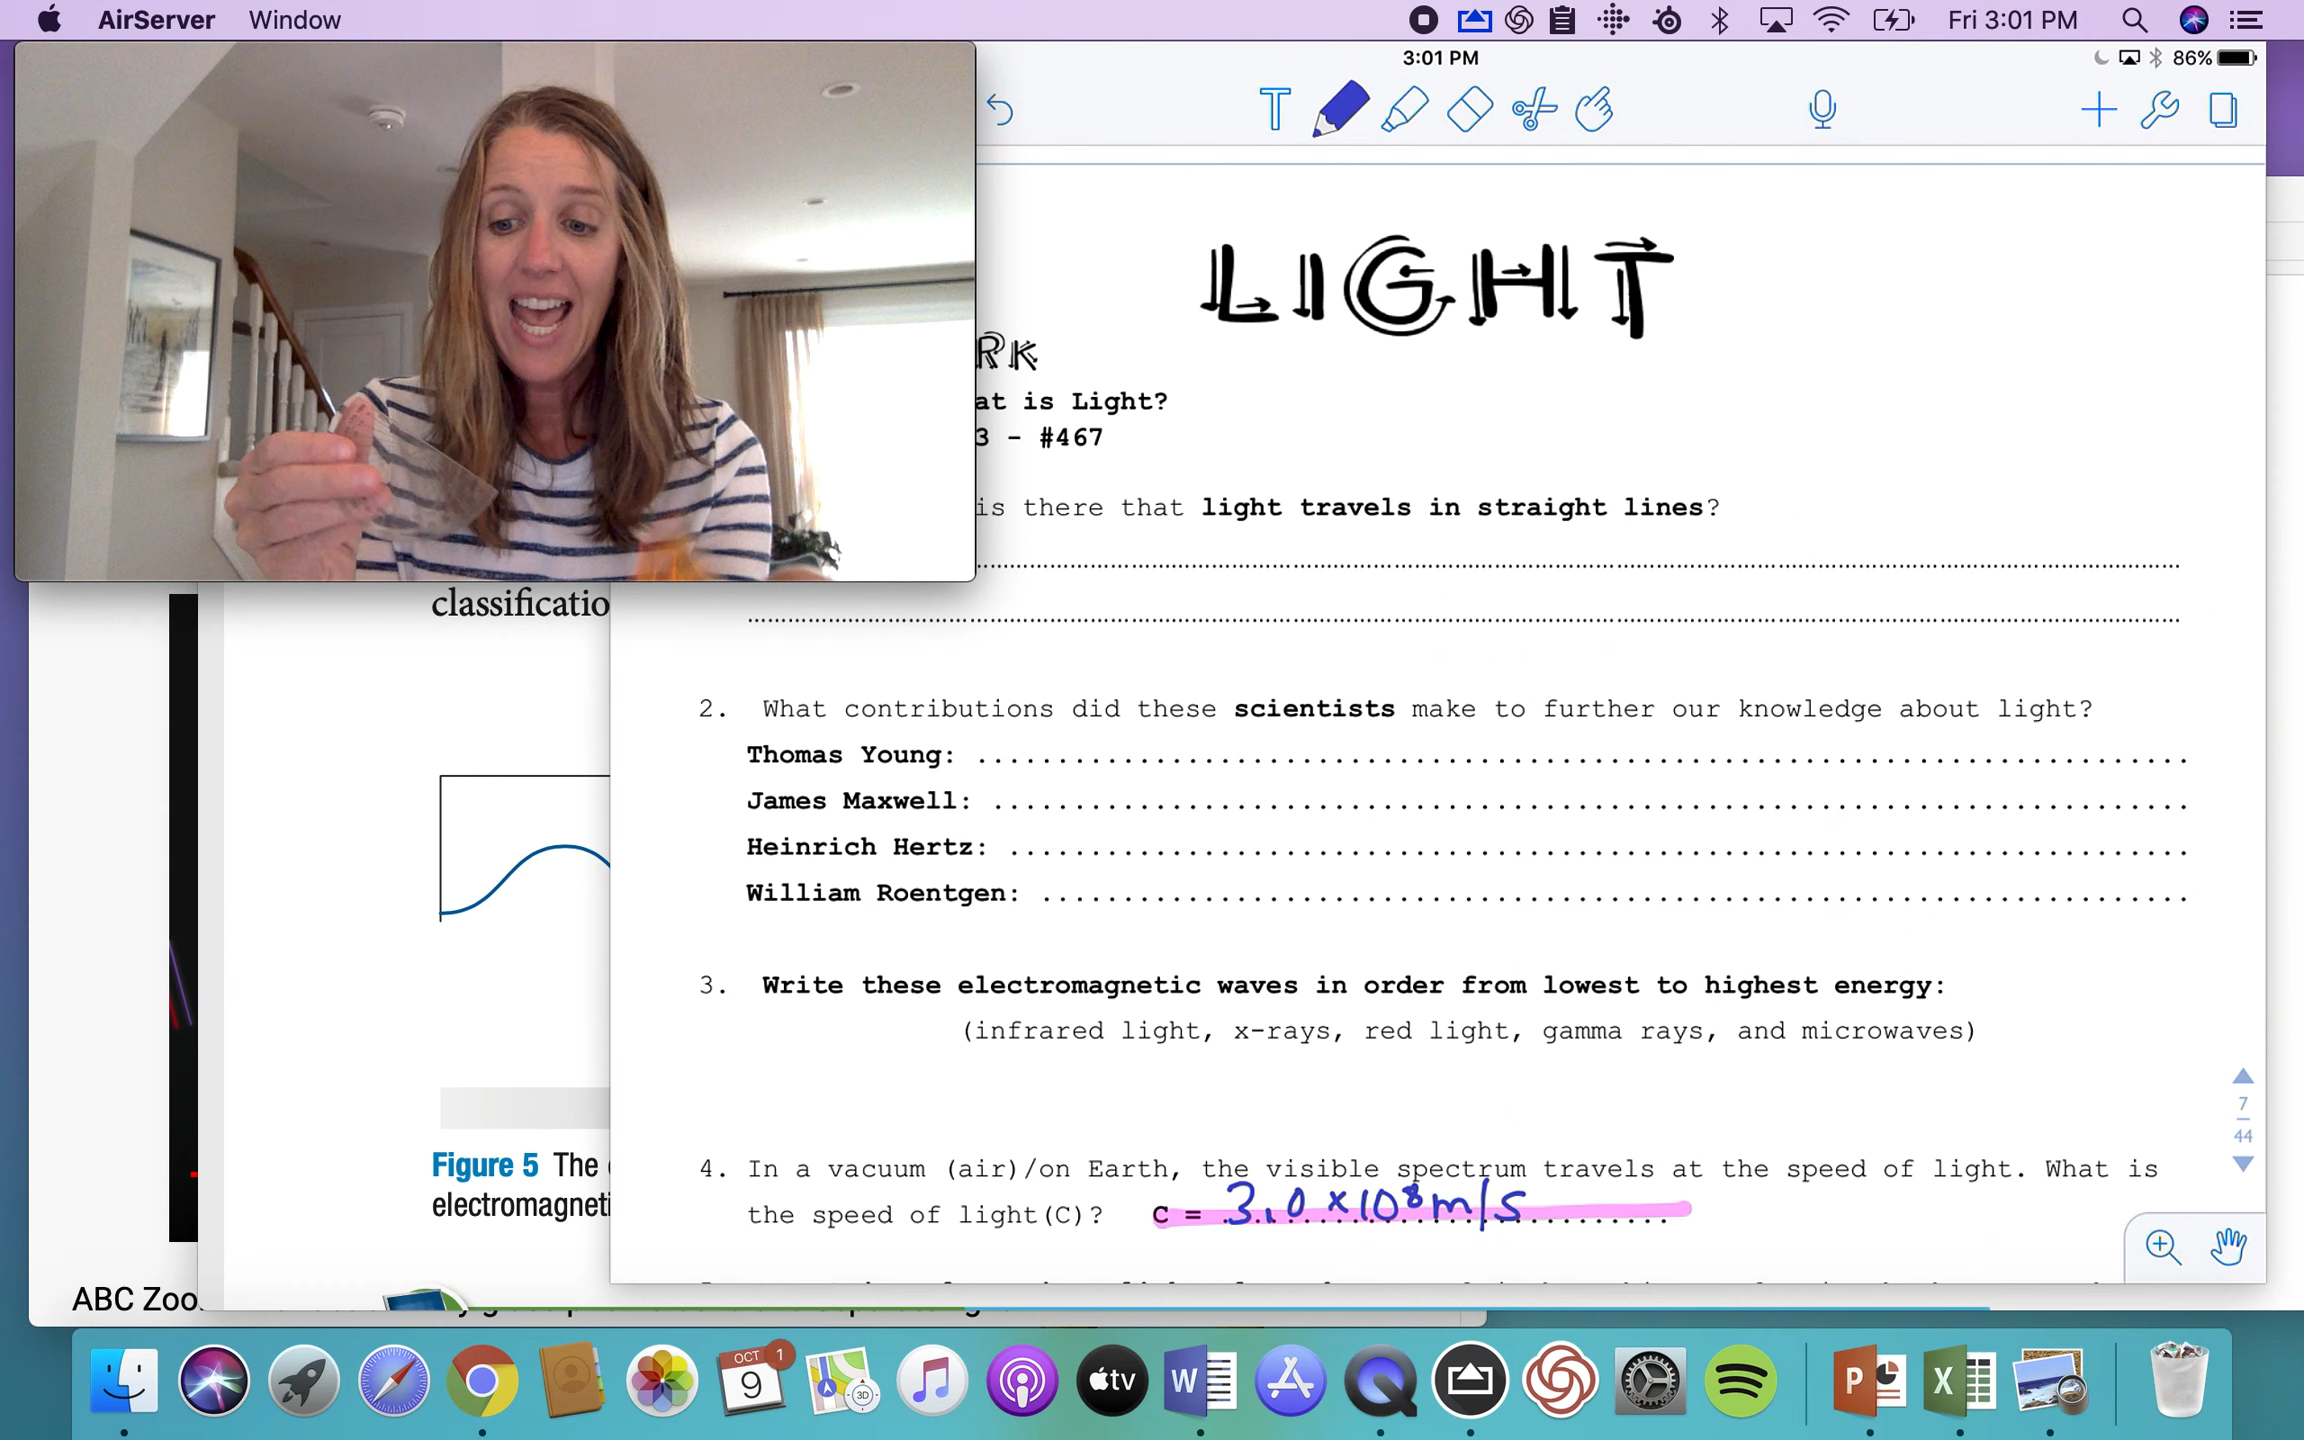 AirServer Window Fri 3:01 PM
3:01 PM 86%
T
LIGHT
RK
at is Light?
3 - #467
is there that light travels in straight lines?
classificatio
2. What contributions did these scientists make to further our knowledge about light?
Thomas Young:
James Maxwell:
Heinrich Hertz:
William Roentgen:
3. Write these electromagnetic waves in order from lowest to highest energy:
(infrared light, x-rays, red light, gamma rays, and microwaves)
7
44
Figure 5 The
electromagneti
4. In a vacuum (air)/on Earth, the visible spectrum travels at the speed of light. What is
the speed of light(C)? C = 3.0 x 10⁸ m/s
ABC Zoo
OCT 1
9
3D
tv
W
P
X